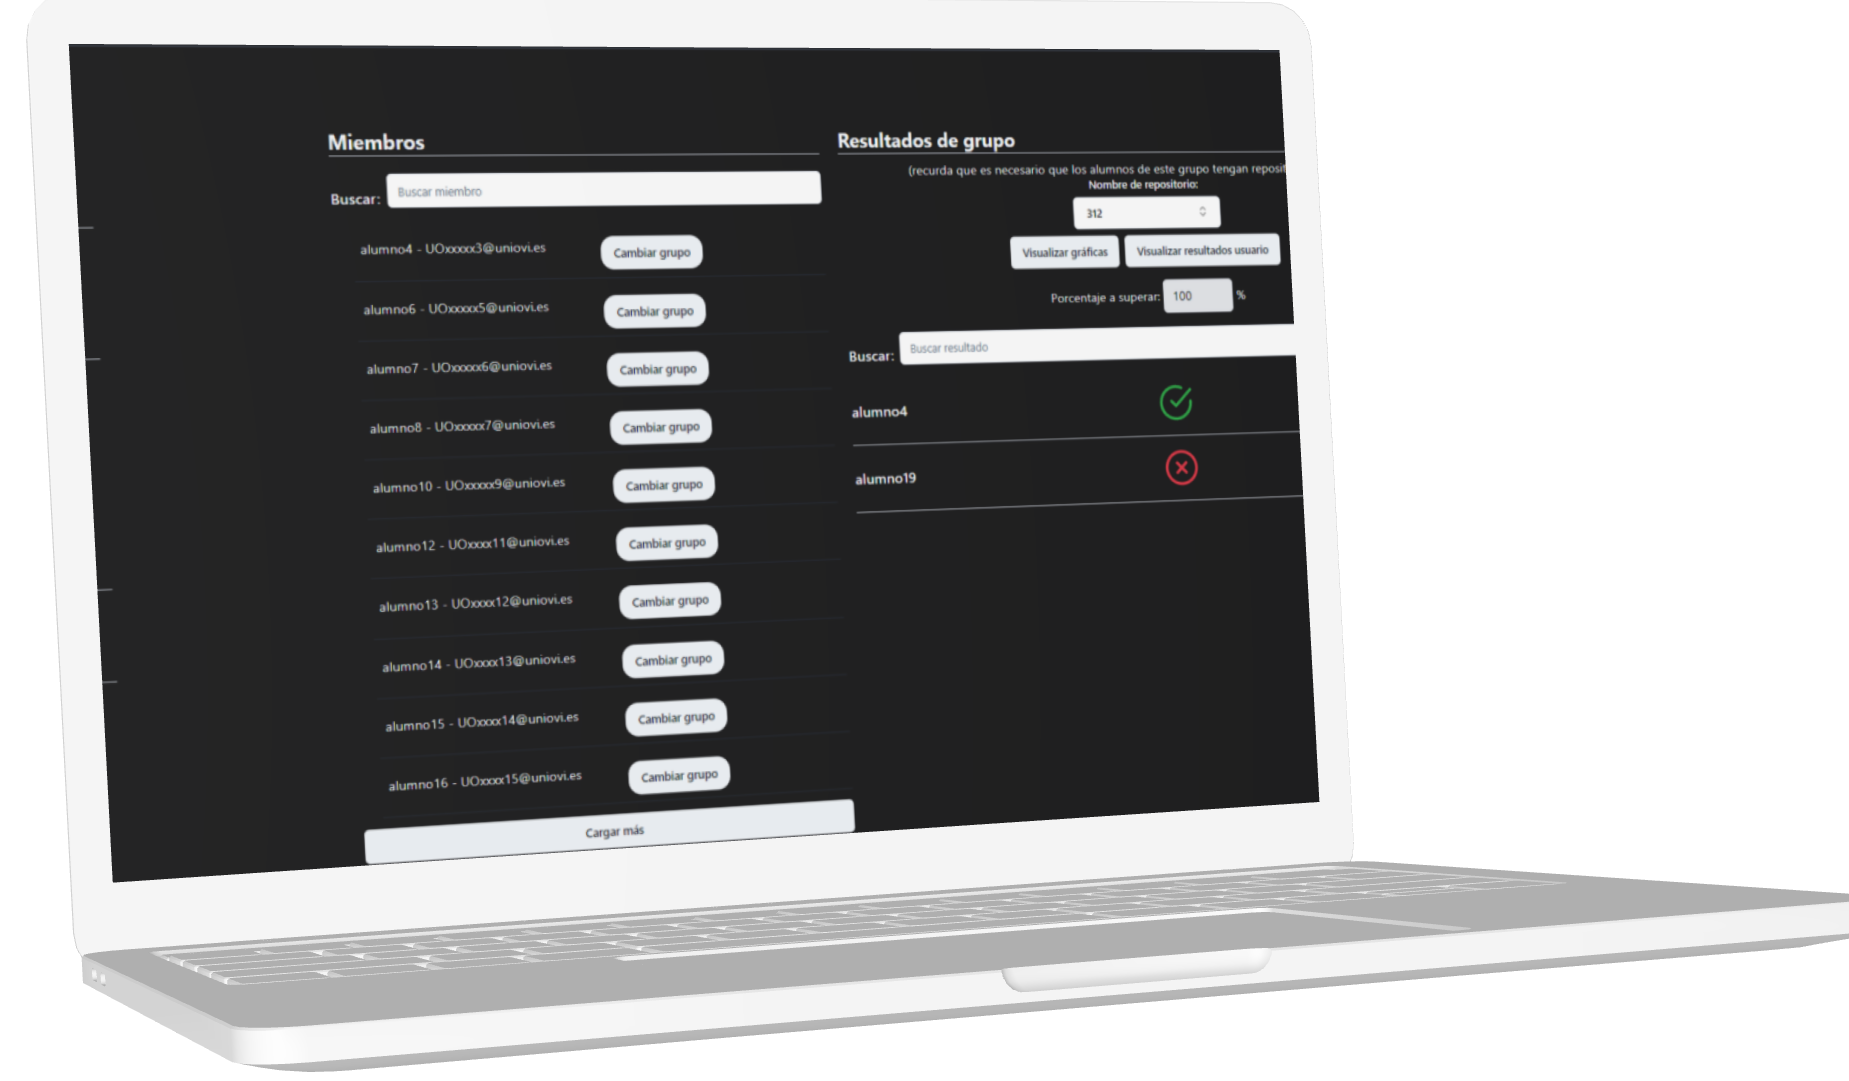 Miembros
Buscar:
Buscar miembro
alumno4 - UOxxxxx3@uniovi.es
Cambiar grupo
alumno6 - UOxxxxx5@uniovi.es
Cambiar grupo
alumno7 - UOxxxxx6@uniovi.es
Cambiar grupo
alumno8 - UOxxxxx7@uniovi.es
Cambiar grupo
alumno10 - UOxxxxx9@uniovi.es
Cambiar grupo
alumno12 - UOxxxx11@uniovi.es
Cambiar grupo
alumno13 - UOxxxx12@uniovi.es
Cambiar grupo
alumno14 - UOxxxx13@uniovi.es
Cambiar grupo
alumno15 - UOxxxx14@uniovi.es
Cambiar grupo
alumno16 - UOxxxx15@uniovi.es
Cambiar grupo
Cargar más
Resultados de grupo
(recurda que es necesario que los alumnos de este grupo tengan reposit
Nombre de repositorio:
312
Visualizar gráficas
Visualizar resultados usuario
Porcentaje a superar: 100 %
Buscar:
Buscar resultado
alumno4
alumno19